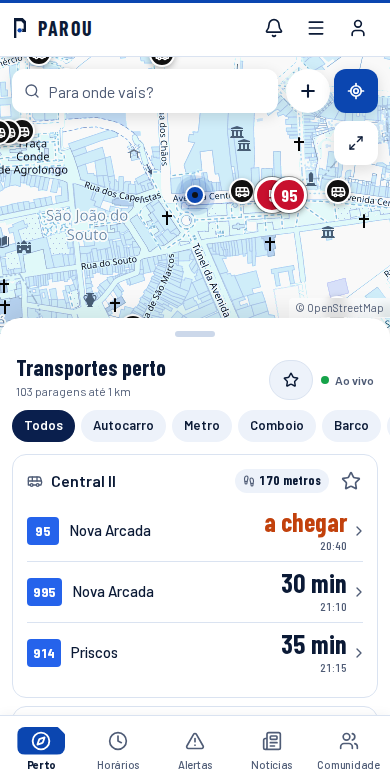 PAROU
Para onde vais?
Praça
Conde
de Agrolongo
Rua dos Capelistas
São João do
Souto
Rua do Souto
Túnel da Avenida
95
© OpenStreetMap
Transportes perto
103 paragens até 1 km
Ao vivo
Todos
Autocarro
Metro
Comboio
Barco
Central II
170 metros
95
Nova Arcada
a chegar
20:40
995
Nova Arcada
30 min
21:10
914
Priscos
35 min
21:15
Perto
Horários
Alertas
Notícias
Comunidade